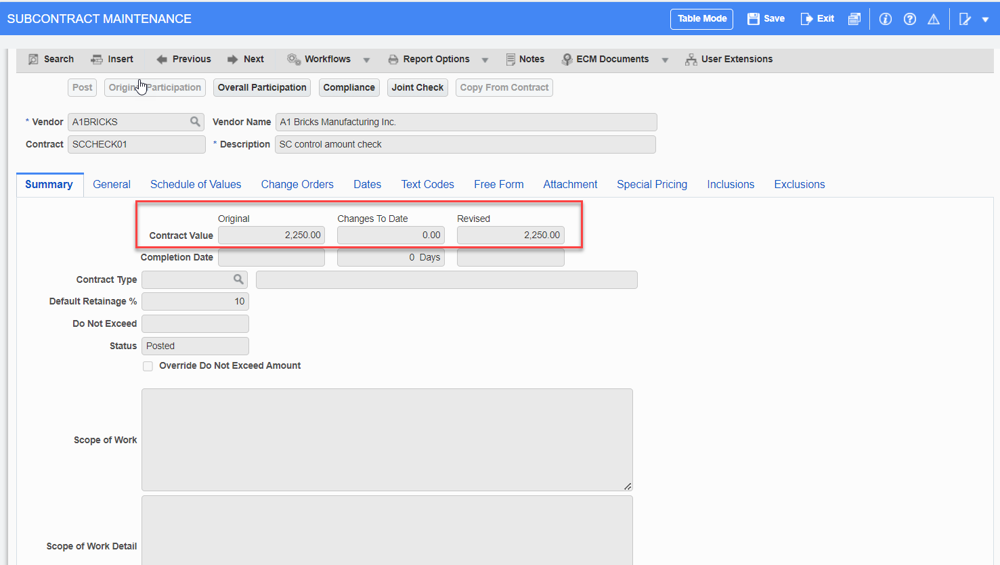 SUBCONTRACT MAINTENANCE Table Mode Save Exit
Search Insert Previous Next Workflows Report Options Notes ECM Documents User Extensions
Post Original Participation Overall Participation Compliance Joint Check Copy From Contract
* Vendor A1BRICKS Vendor Name A1 Bricks Manufacturing Inc.
Contract SCCHECK01 * Description SC control amount check
Summary General Schedule of Values Change Orders Dates Text Codes Free Form Attachment Special Pricing Inclusions Exclusions
Original Changes To Date Revised
Contract Value 2,250.00 0.00 2,250.00
Completion Date 0 Days
Contract Type
Default Retainage % 10
Do Not Exceed
Status Posted
Override Do Not Exceed Amount
Scope of Work
Scope of Work Detail